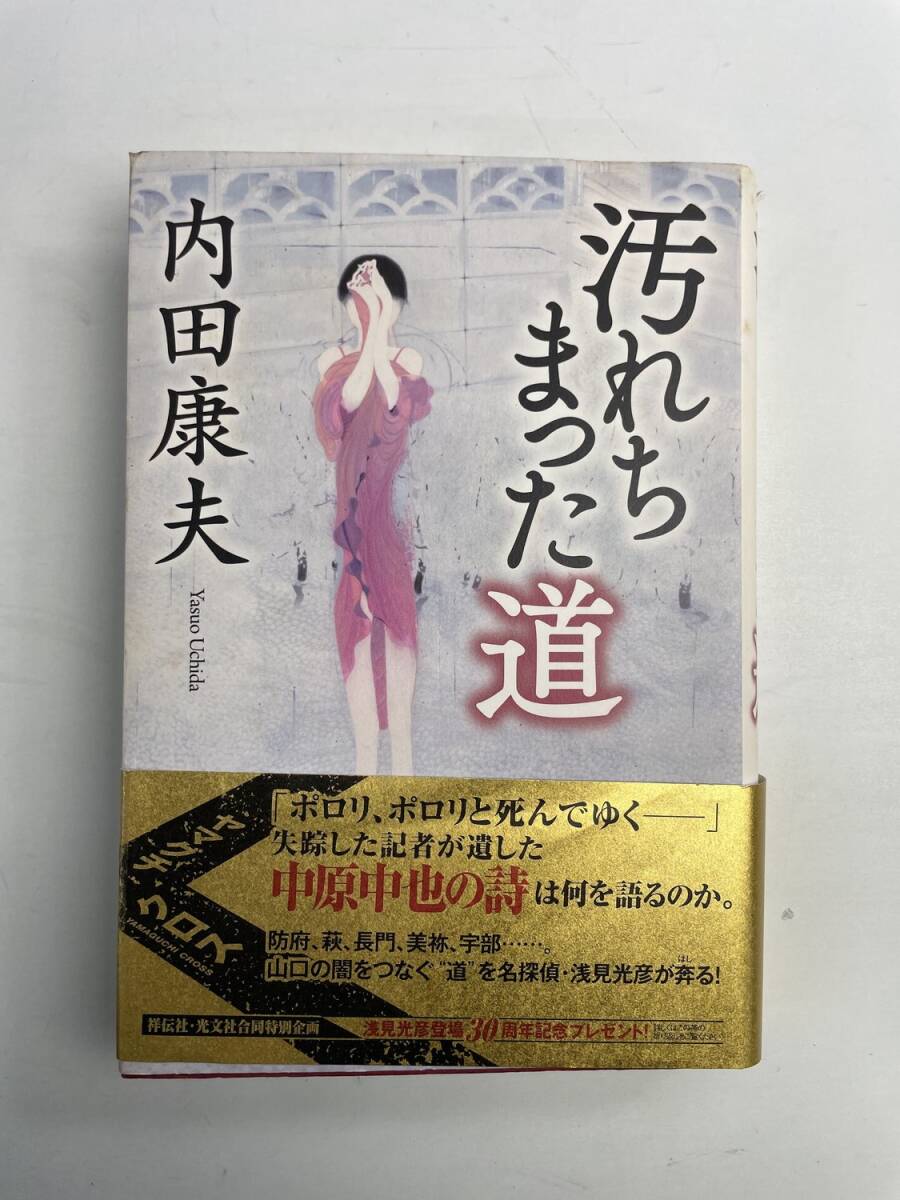 汚れち
まった
道
内田康夫
Yasuo Uchida
「ポロリ、ポロリと死んでゆく――」
失踪した記者が遺した
中原中也の詩は何を語るのか。
防府、萩、長門、美祢、宇部……。
はし
山口の闇をつなぐ“道”を名探偵・浅見光彦が奔る!
ヤマグチ・クロス
YAMAGUCHI CROSS
祥伝社・光文社合同特別企画
浅見光彦登場30周年記念プレゼント!